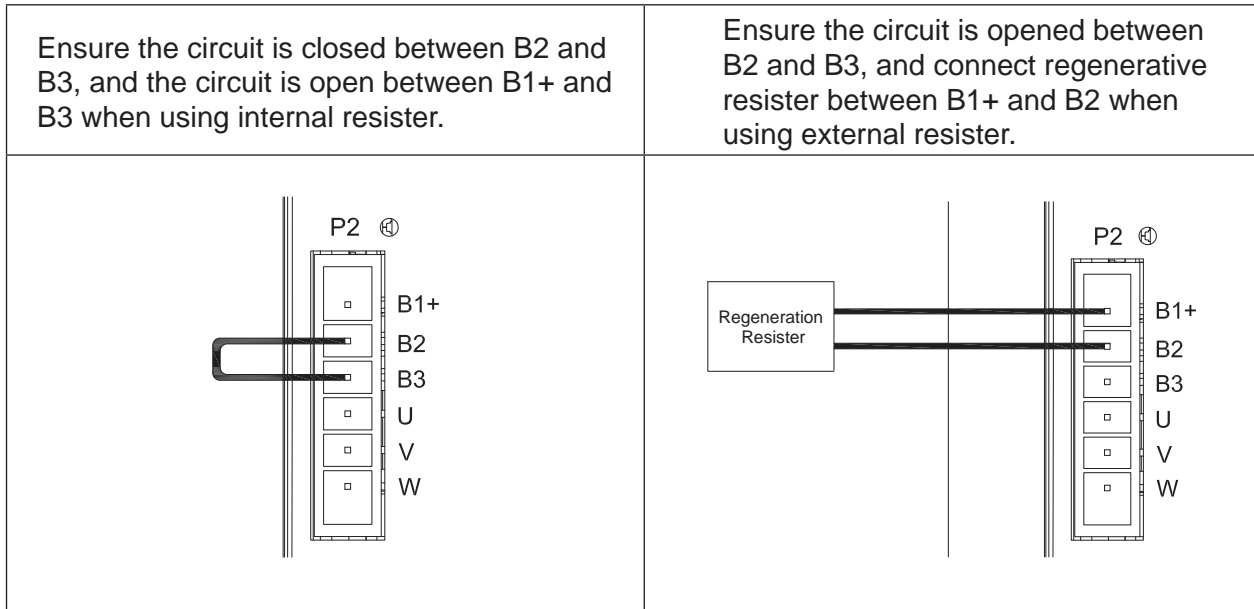 Ensure the circuit is closed between B2 and
B3, and the circuit is open between B1+ and
B3 when using internal resister.
Ensure the circuit is opened between
B2 and B3, and connect regenerative
resister between B1+ and B2 when
using external resister.
P2
B1+
B2
B3
U
V
W
P2
Regeneration
Resister
B1+
B2
B3
U
V
W